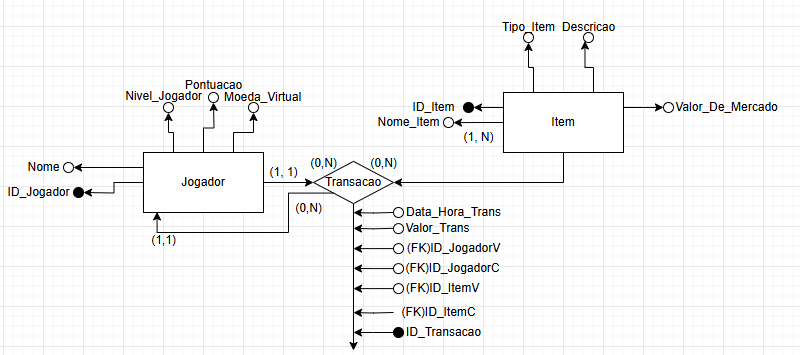 Tipo_Item
Descricao
Pontuacao
Nivel_Jogador
Moeda_Virtual
ID_Item
Valor_De_Mercado
Nome_Item
Item
(1, N)
Nome
(0,N)
(0,N)
(1, 1)
Jogador
Transacao
ID_Jogador
(0,N)
Data_Hora_Trans
Valor_Trans
(1,1)
(FK)ID_JogadorV
(FK)ID_JogadorC
(FK)ID_ItemV
(FK)ID_ItemC
ID_Transacao